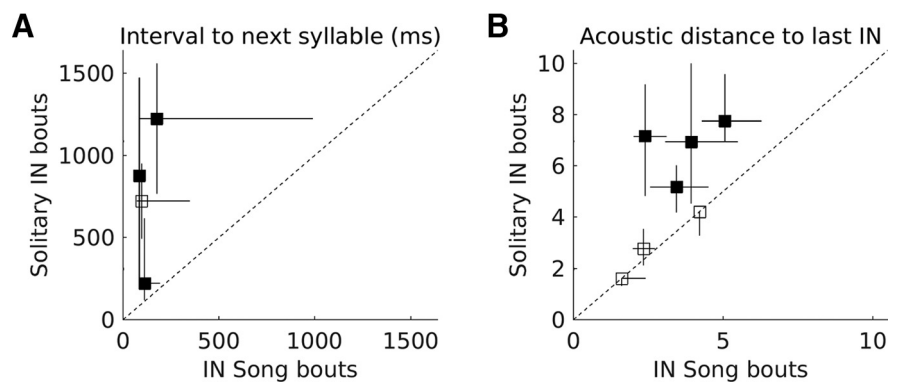 A
Interval to next syllable (ms)
Solitary IN bouts
1500
1000
500
0
0
500
1000
1500
IN Song bouts
B
Acoustic distance to last IN
Solitary IN bouts
10
8
6
4
2
0
0
5
10
IN Song bouts